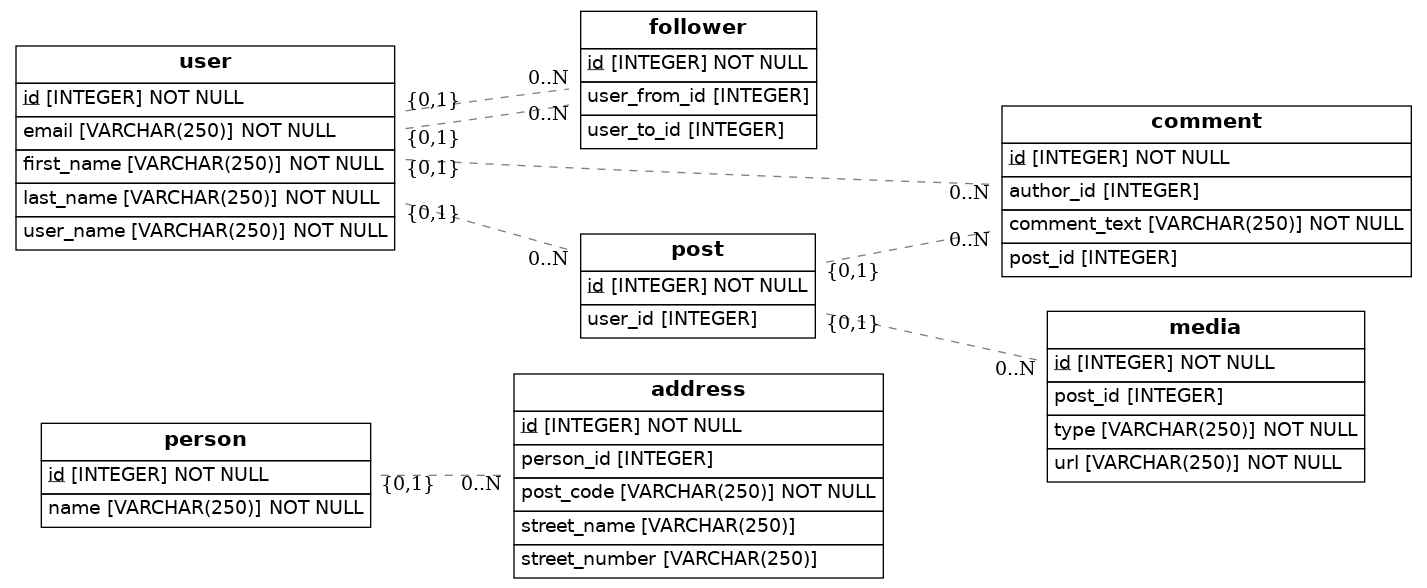 user
id [INTEGER] NOT NULL
email [VARCHAR(250)] NOT NULL
first_name [VARCHAR(250)] NOT NULL
last_name [VARCHAR(250)] NOT NULL
user_name [VARCHAR(250)] NOT NULL
{0,1}
{0,1}
{0,1}
{0,1}
0..N
0..N
0..N
follower
id [INTEGER] NOT NULL
user_from_id [INTEGER]
user_to_id [INTEGER]
post
id [INTEGER] NOT NULL
user_id [INTEGER]
{0,1}
{0,1}
0..N
0..N
0..N
comment
id [INTEGER] NOT NULL
author_id [INTEGER]
comment_text [VARCHAR(250)] NOT NULL
post_id [INTEGER]
media
id [INTEGER] NOT NULL
post_id [INTEGER]
type [VARCHAR(250)] NOT NULL
url [VARCHAR(250)] NOT NULL
person
id [INTEGER] NOT NULL
name [VARCHAR(250)] NOT NULL
{0,1} 0..N
address
id [INTEGER] NOT NULL
person_id [INTEGER]
post_code [VARCHAR(250)] NOT NULL
street_name [VARCHAR(250)]
street_number [VARCHAR(250)]